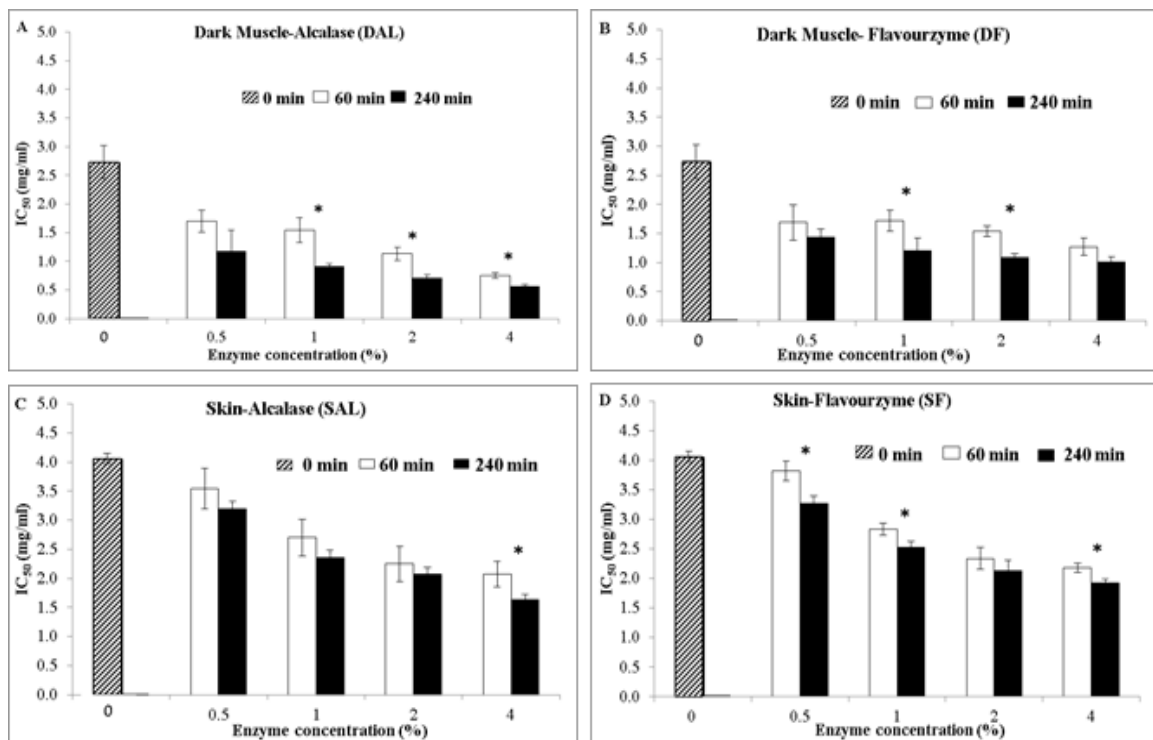 A
Dark Muscle-Alcalase (DAL)
0 min 60 min 240 min
IC50 (mg/ml)
5.0
4.5
4.0
3.5
3.0
2.5
2.0
1.5
1.0
0.5
0.0
* * *
0 0.5 1 2 4
Enzyme concentration (%)
B
Dark Muscle- Flavourzyme (DF)
0 min 60 min 240 min
IC50 (mg/ml)
5.0
4.5
4.0
3.5
3.0
2.5
2.0
1.5
1.0
0.5
0.0
* *
0 0.5 1 2 4
Enzyme concentration (%)
C
Skin-Alcalase (SAL)
0 min 60 min 240 min
IC50 (mg/ml)
5.0
4.5
4.0
3.5
3.0
2.5
2.0
1.5
1.0
0.5
0.0
*
0 0.5 1 2 4
Enzyme concentration (%)
D
Skin-Flavourzyme (SF)
0 min 60 min 240 min
IC50 (mg/ml)
5.0
4.5
4.0
3.5
3.0
2.5
2.0
1.5
1.0
0.5
0.0
* * *
0 0.5 1 2 4
Enzyme concentration (%)